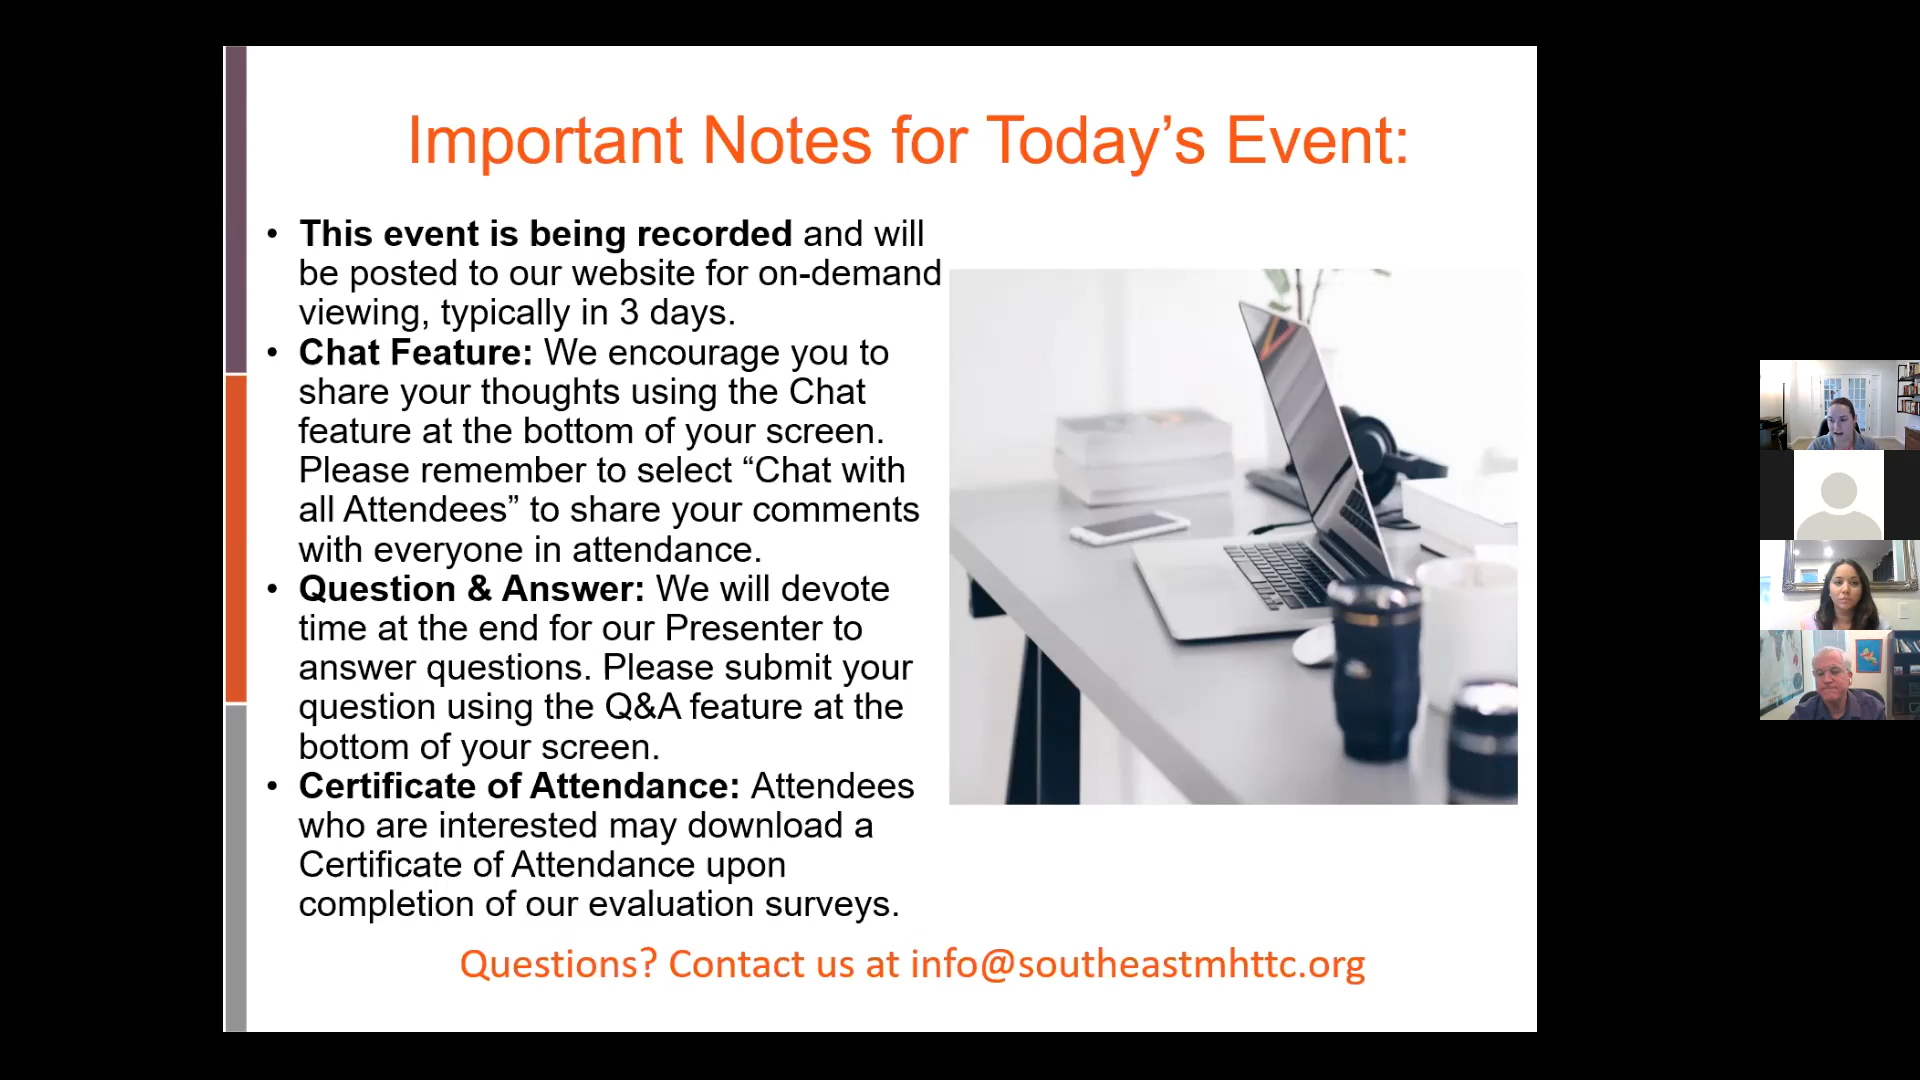 Important Notes for Today’s Event:
• This event is being recorded and will
be posted to our website for on-demand
viewing, typically in 3 days.
• Chat Feature: We encourage you to
share your thoughts using the Chat
feature at the bottom of your screen.
Please remember to select “Chat with
all Attendees” to share your comments
with everyone in attendance.
• Question & Answer: We will devote
time at the end for our Presenter to
answer questions. Please submit your
question using the Q&A feature at the
bottom of your screen.
• Certificate of Attendance: Attendees
who are interested may download a
Certificate of Attendance upon
completion of our evaluation surveys.
Questions? Contact us at info@southeastmhttc.org